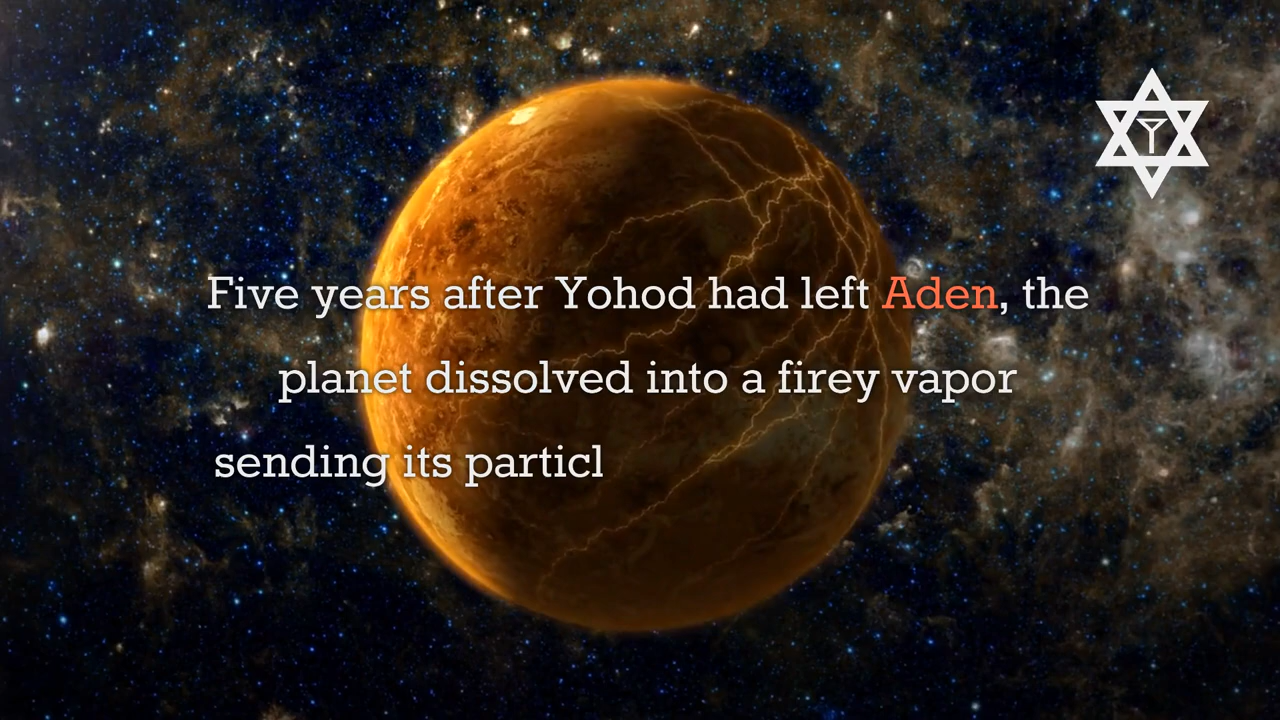 Five years after Yohod had left Aden, the
planet dissolved into a firey vapor
sending its particl